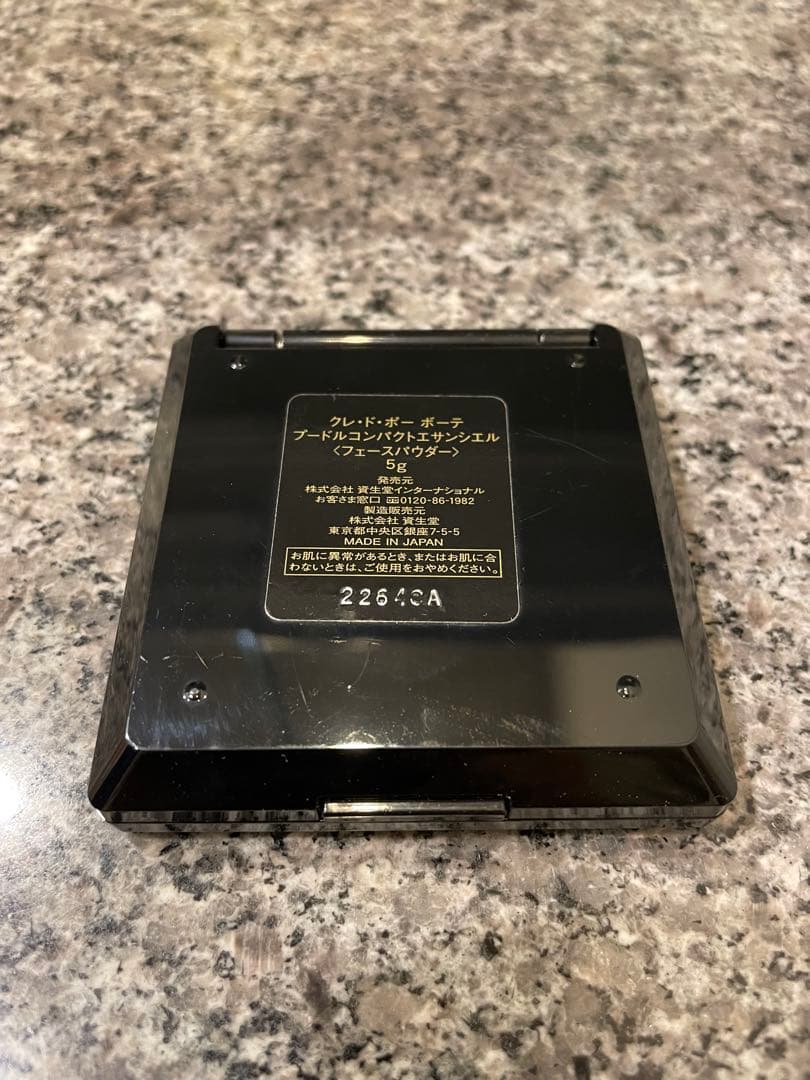 クレ・ド・ポー ボーテ
プードルコンパクトエサンシエル
〈フェースパウダー〉
5g
発売元
株式会社 資生堂インターナショナル
お客さま窓口 0120-86-1982
製造販売元
株式会社 資生堂
東京都中央区銀座7-5-5
MADE IN JAPAN
お肌に異常があるとき、またはお肌に合
わないときは、ご使用をおやめください。